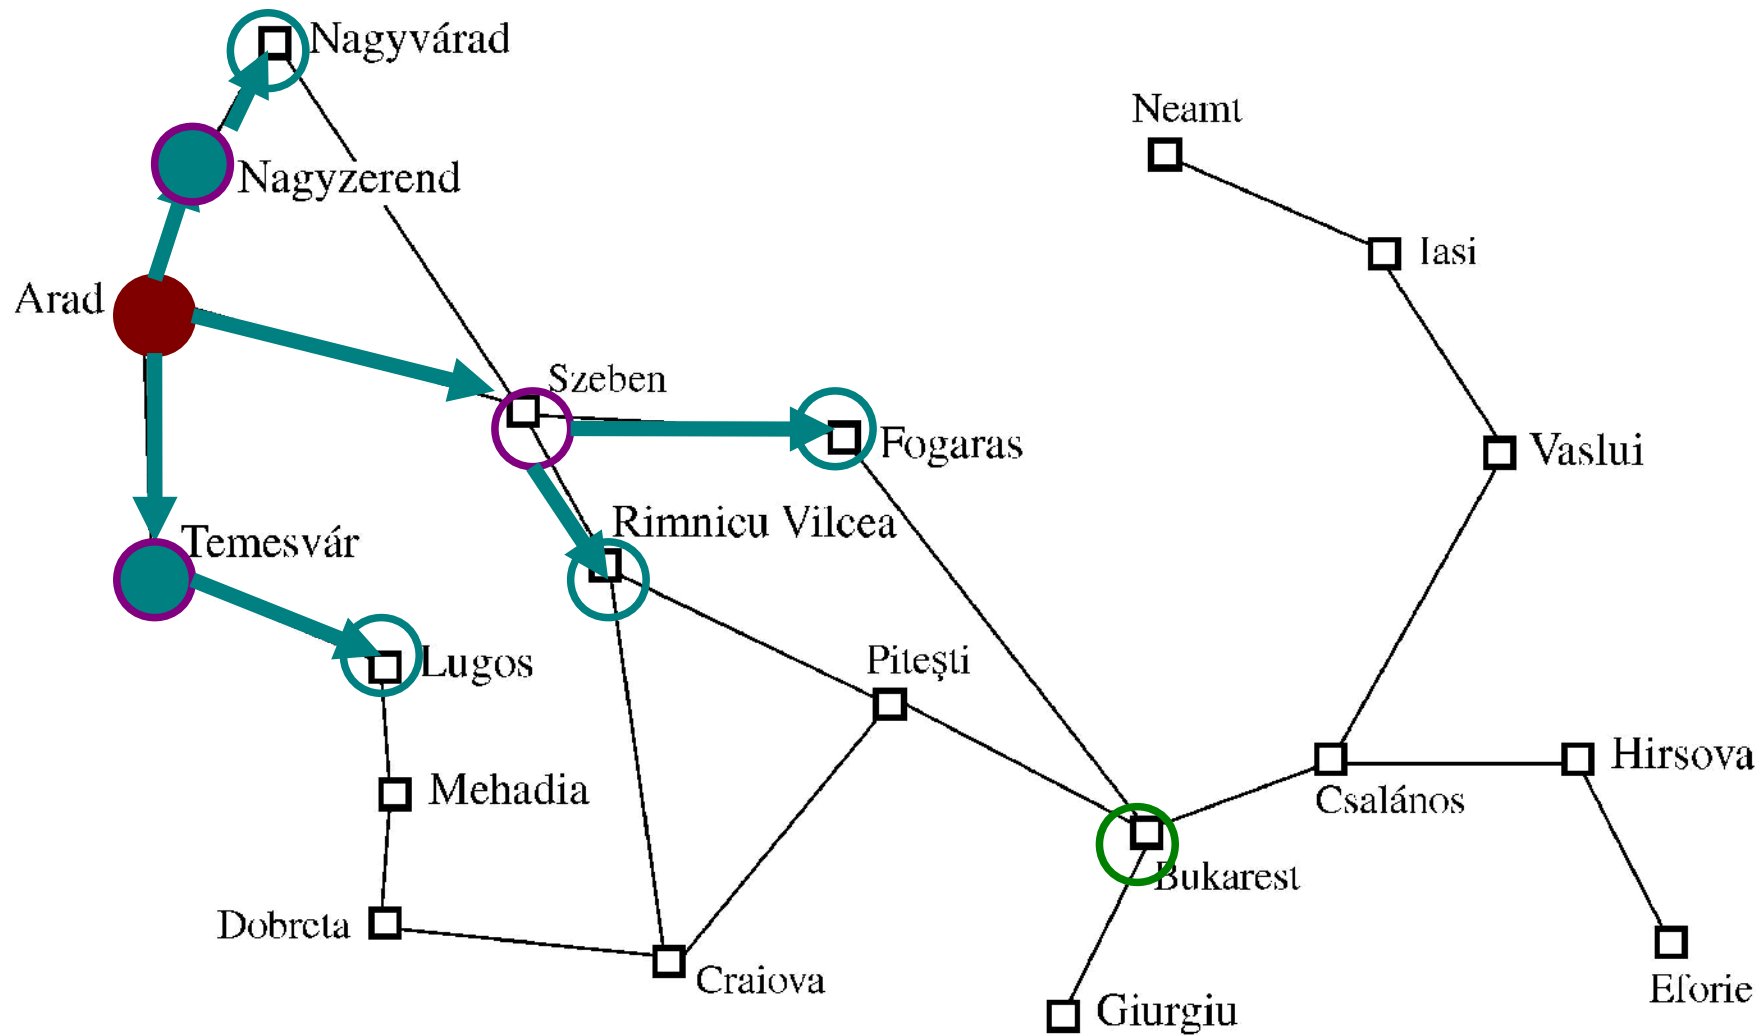 Nagyvárad
Neamt
Nagyzerend
Iasi
Arad
Szeben
Fogaras
Vaslui
Rimnicu Vilcea
Temesvár
Lugos
Piteşti
Hirsova
Mehadia
Csalános
Bukarest
Dobreta
Craiova
Eforie
Giurgiu